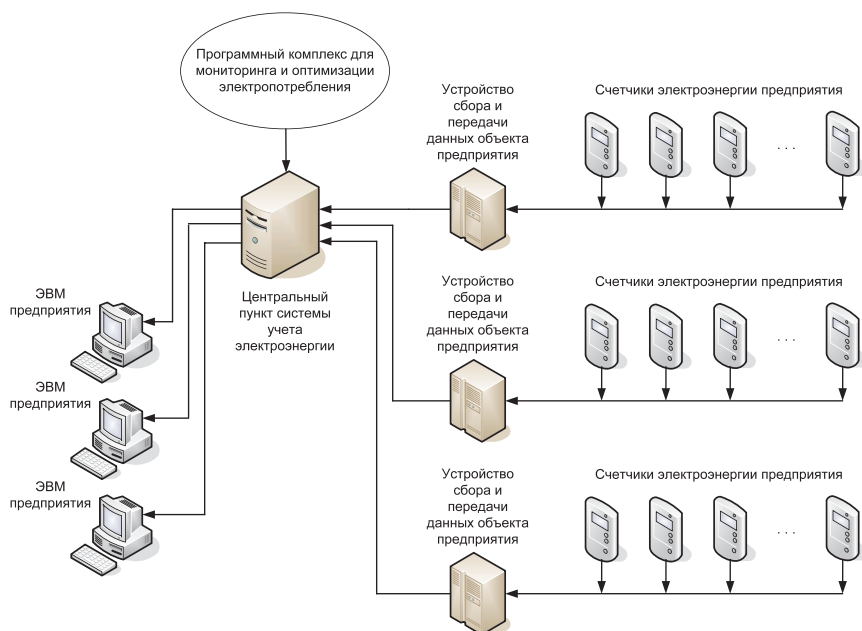 Программный комплекс для
мониторинга и оптимизации
электропотребления
Устройство
сбора и
передачи
данных объекта
предприятия
Счетчики электроэнергии предприятия
. . .
Центральный
пункт системы
учета
электроэнергии
ЭВМ
предприятия
Устройство
сбора и
передачи
данных объекта
предприятия
Счетчики электроэнергии предприятия
. . .
ЭВМ
предприятия
Устройство
сбора и
передачи
данных объекта
предприятия
Счетчики электроэнергии предприятия
. . .
ЭВМ
предприятия